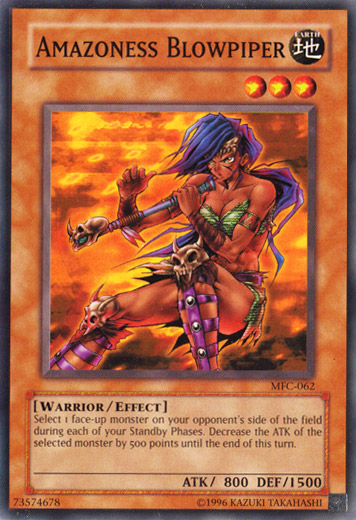 AMAZONESS BLOWPIPER
EARTH
地
MFC-062
[WARRIOR/EFFECT]
Select 1 face-up monster on your opponent's side of the field
during each of your Standby Phases. Decrease the ATK of the
selected monster by 500 points until the end of this turn.
ATK/ 800 DEF/1500
73574678 ©1996 KAZUKI TAKAHASHI